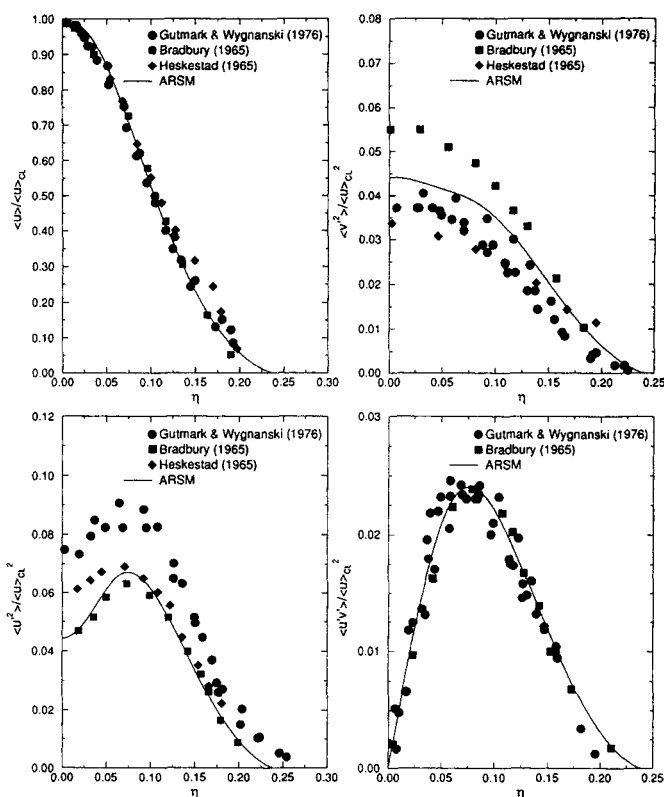 1.00
0.90
0.80
0.70
0.60
0.50
0.40
0.30
0.20
0.10
0.00
<u>/<u>CL
Gutmark & Wygnanski (1976)
Bradbury (1965)
Heskestad (1965)
ARSM
0.00 0.05 0.10 0.15 0.20 0.25 0.30
η
0.08
0.07
0.06
0.05
0.04
0.03
0.02
0.01
0.00
<v'²>/<u>CL²
Gutmark & Wygnanski (1976)
Bradbury (1965)
Heskestad (1965)
ARSM
0.00 0.05 0.10 0.15 0.20 0.25
η
0.12
0.10
0.08
0.06
0.04
0.02
0.00
<u'²>/<u>CL²
Gutmark & Wygnanski (1976)
Bradbury (1965)
Heskestad (1965)
ARSM
0.00 0.05 0.10 0.15 0.20 0.25 0.30
η
0.03
0.02
0.01
0.00
<u'v'>/<u>CL²
Gutmark & Wygnanski (1976)
Bradbury (1965)
ARSM
0.00 0.05 0.10 0.15 0.20 0.25
η